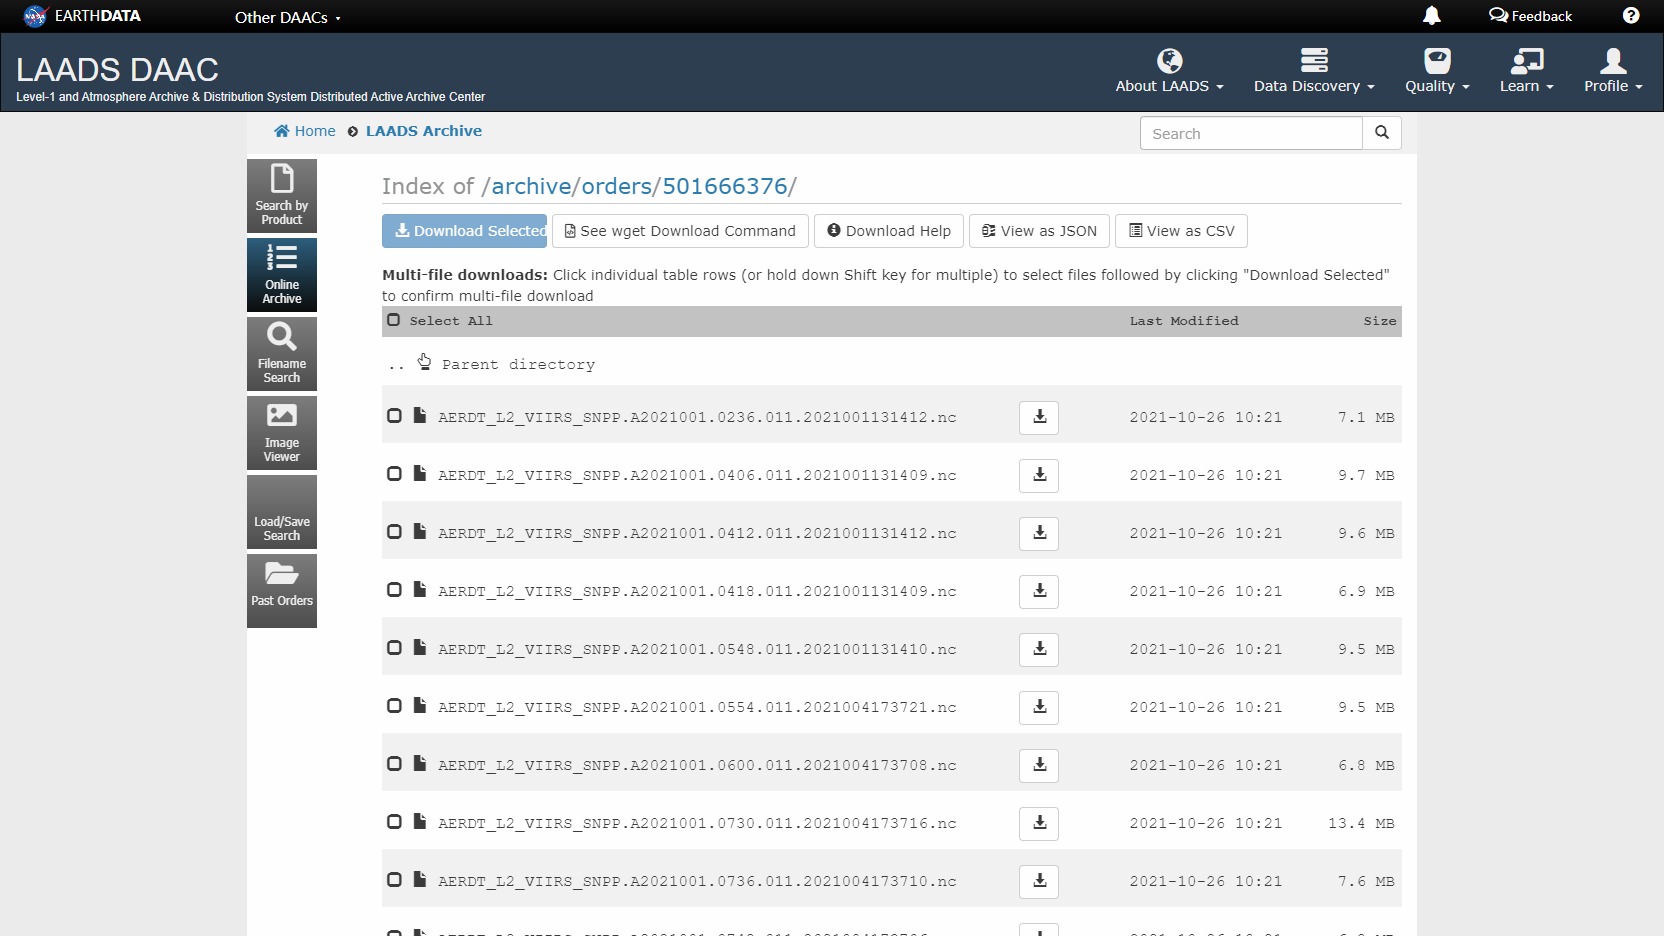 EARTHDATA Other DAACs Feedback
LAADS DAAC
Level-1 and Atmosphere Archive & Distribution System Distributed Active Archive Center
About LAADS Data Discovery Quality Learn Profile
Home LAADS Archive Search
Search by Product
Online Archive
Filename Search
Image Viewer
Load/Save Search
Past Orders
Index of /archive/orders/501666376/
Download Selected See wget Download Command Download Help View as JSON View as CSV
Multi-file downloads: Click individual table rows (or hold down Shift key for multiple) to select files followed by clicking "Download Selected"
to confirm multi-file download
Select All Last Modified Size
.. Parent directory
AERDT_L2_VIIRS_SNPP.A2021001.0236.011.2021001131412.nc 2021-10-26 10:21 7.1 MB
AERDT_L2_VIIRS_SNPP.A2021001.0406.011.2021001131409.nc 2021-10-26 10:21 9.7 MB
AERDT_L2_VIIRS_SNPP.A2021001.0412.011.2021001131412.nc 2021-10-26 10:21 9.6 MB
AERDT_L2_VIIRS_SNPP.A2021001.0418.011.2021001131409.nc 2021-10-26 10:21 6.9 MB
AERDT_L2_VIIRS_SNPP.A2021001.0548.011.2021001131410.nc 2021-10-26 10:21 9.5 MB
AERDT_L2_VIIRS_SNPP.A2021001.0554.011.2021004173721.nc 2021-10-26 10:21 9.5 MB
AERDT_L2_VIIRS_SNPP.A2021001.0600.011.2021004173708.nc 2021-10-26 10:21 6.8 MB
AERDT_L2_VIIRS_SNPP.A2021001.0730.011.2021004173716.nc 2021-10-26 10:21 13.4 MB
AERDT_L2_VIIRS_SNPP.A2021001.0736.011.2021004173710.nc 2021-10-26 10:21 7.6 MB